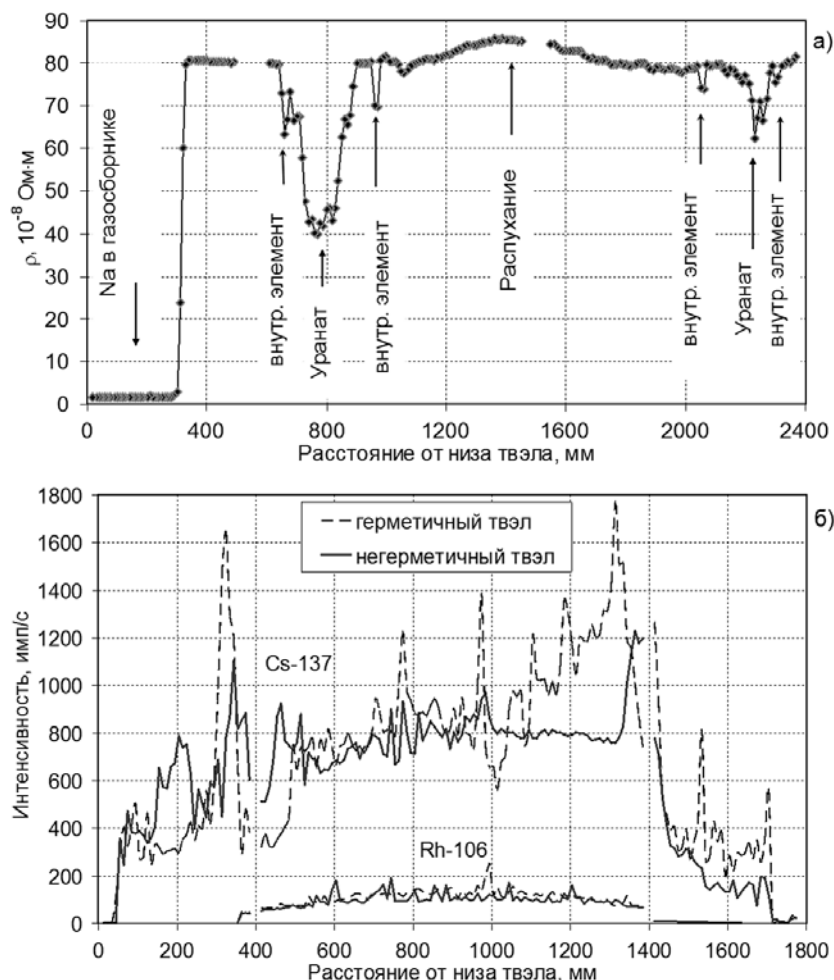 а)
ρ, 10⁻⁸ Ом·м
90
80
70
60
50
40
30
20
10
0
Na в газосборнике
внутр. элемент
Уранат
внутр. элемент
Распухание
внутр. элемент
Уранат
внутр. элемент
0 400 800 1200 1600 2000 2400
Расстояние от низа твэла, мм
б)
Интенсивность, имп/с
1800
1600
1400
1200
1000
800
600
400
200
0
герметичный твэл
негерметичный твэл
Cs-137
Rh-106
0 200 400 600 800 1000 1200 1400 1600 1800
Расстояние от низа твэла, мм